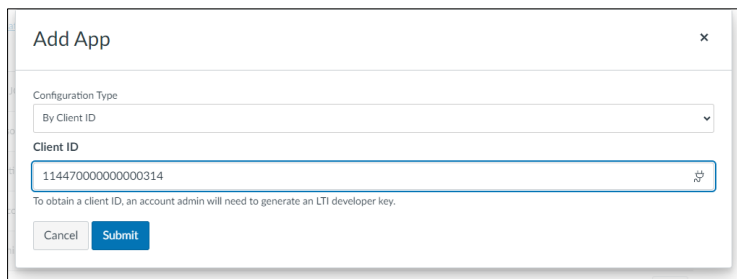 Add App
×
Configuration Type
By Client ID
Client ID
114470000000000314
To obtain a client ID, an account admin will need to generate an LTI developer key.
Cancel Submit